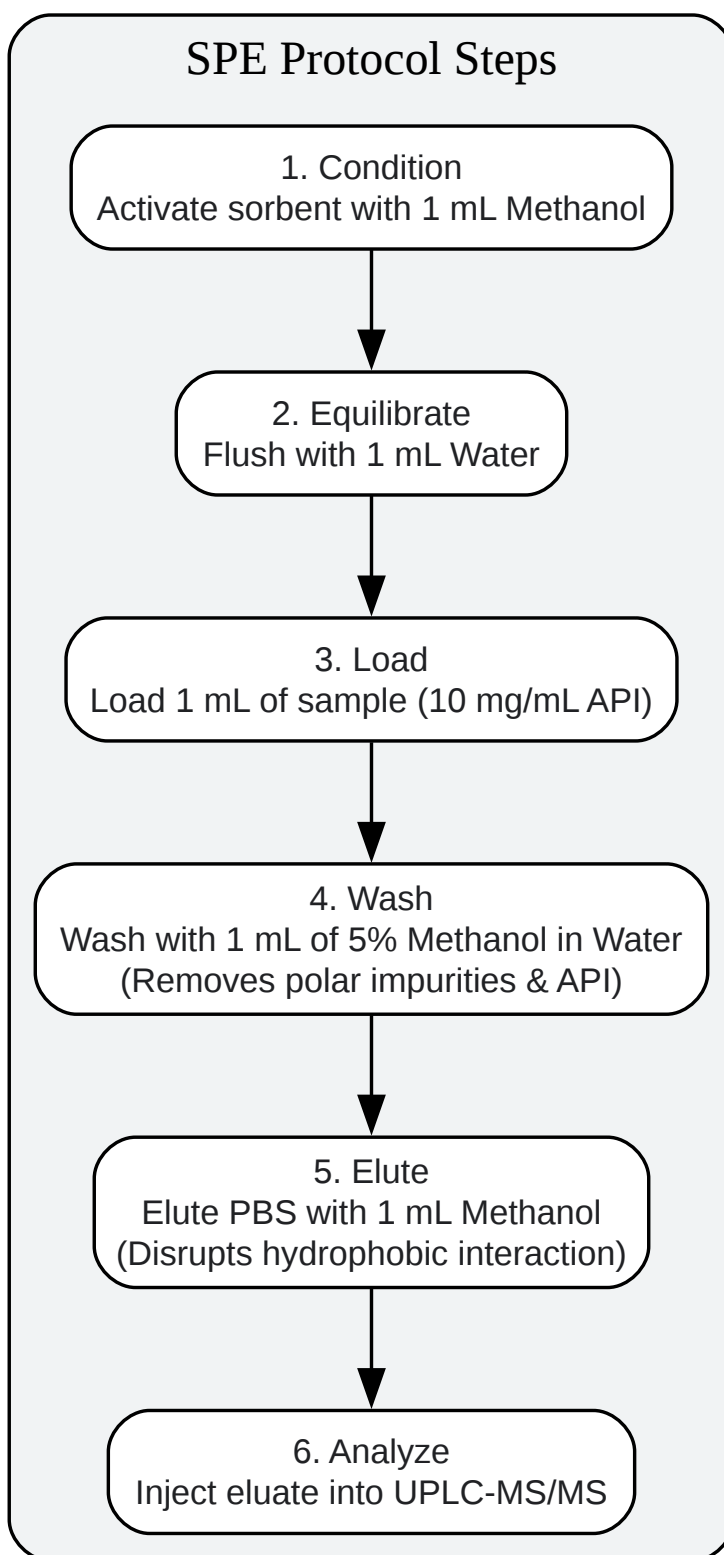 SPE Protocol Steps
1. Condition
Activate sorbent with 1 mL Methanol
2. Equilibrate
Flush with 1 mL Water
3. Load
Load 1 mL of sample (10 mg/mL API)
4. Wash
Wash with 1 mL of 5% Methanol in Water
(Removes polar impurities & API)
5. Elute
Elute PBS with 1 mL Methanol
(Disrupts hydrophobic interaction)
6. Analyze
Inject eluate into UPLC-MS/MS